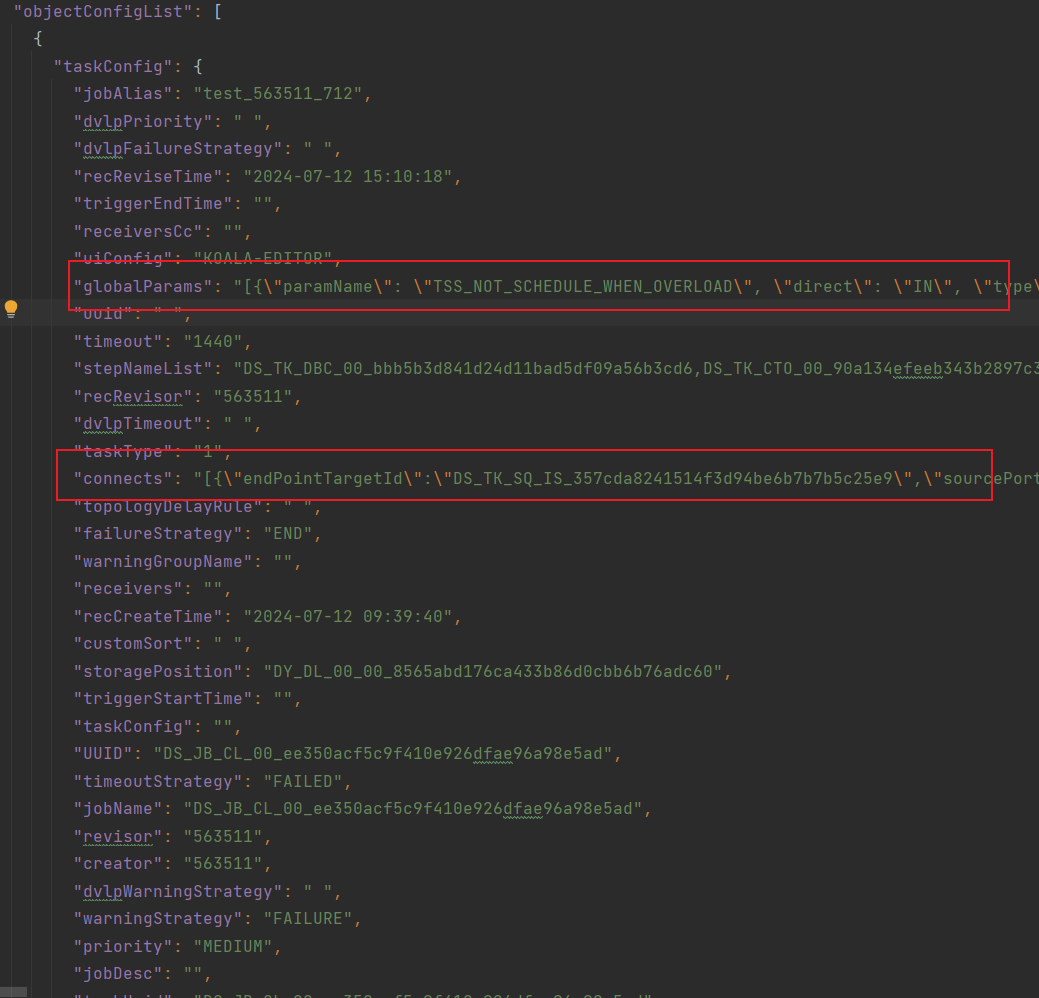 "objectConfigList": [
{
"taskConfig": {
"jobAlias": "test_563511_712",
"dvlpPriority": " ",
"dvlpFailureStrategy": " ",
"recReviseTime": "2024-07-12 15:10:18",
"triggerEndTime": "",
"receiversCc": "",
"uiConfig": "KOALA-EDITOR",
"globalParams": "[{\"paramName\": \"TSS_NOT_SCHEDULE_WHEN_OVERLOAD\", \"direct\": \"IN\", \"type\
"uuid": " ",
"timeout": "1440",
"stepNameList": "DS_TK_DBC_00_bbb5b3d841d24d11bad5df09a56b3cd6,DS_TK_CTO_00_90a134efeeb343b2897c3
"recRevisor": "563511",
"dvlpTimeout": " ",
"taskType": "1",
"connects": "[{\"endPointTargetId\":\"DS_TK_SQ_IS_357cda8241514f3d94be6b7b7b5c25e9\",\"sourcePort
"topologyDelayRule": " ",
"failureStrategy": "END",
"warningGroupName": "",
"receivers": "",
"recCreateTime": "2024-07-12 09:39:40",
"customSort": " ",
"storagePosition": "DY_DL_00_00_8565abd176ca433b86d0cbb6b76adc60",
"triggerStartTime": "",
"taskConfig": "",
"UUID": "DS_JB_CL_00_ee350acf5c9f410e926dfae96a98e5ad",
"timeoutStrategy": "FAILED",
"jobName": "DS_JB_CL_00_ee350acf5c9f410e926dfae96a98e5ad",
"revisor": "563511",
"creator": "563511",
"dvlpWarningStrategy": " ",
"warningStrategy": "FAILURE",
"priority": "MEDIUM",
"jobDesc": "",